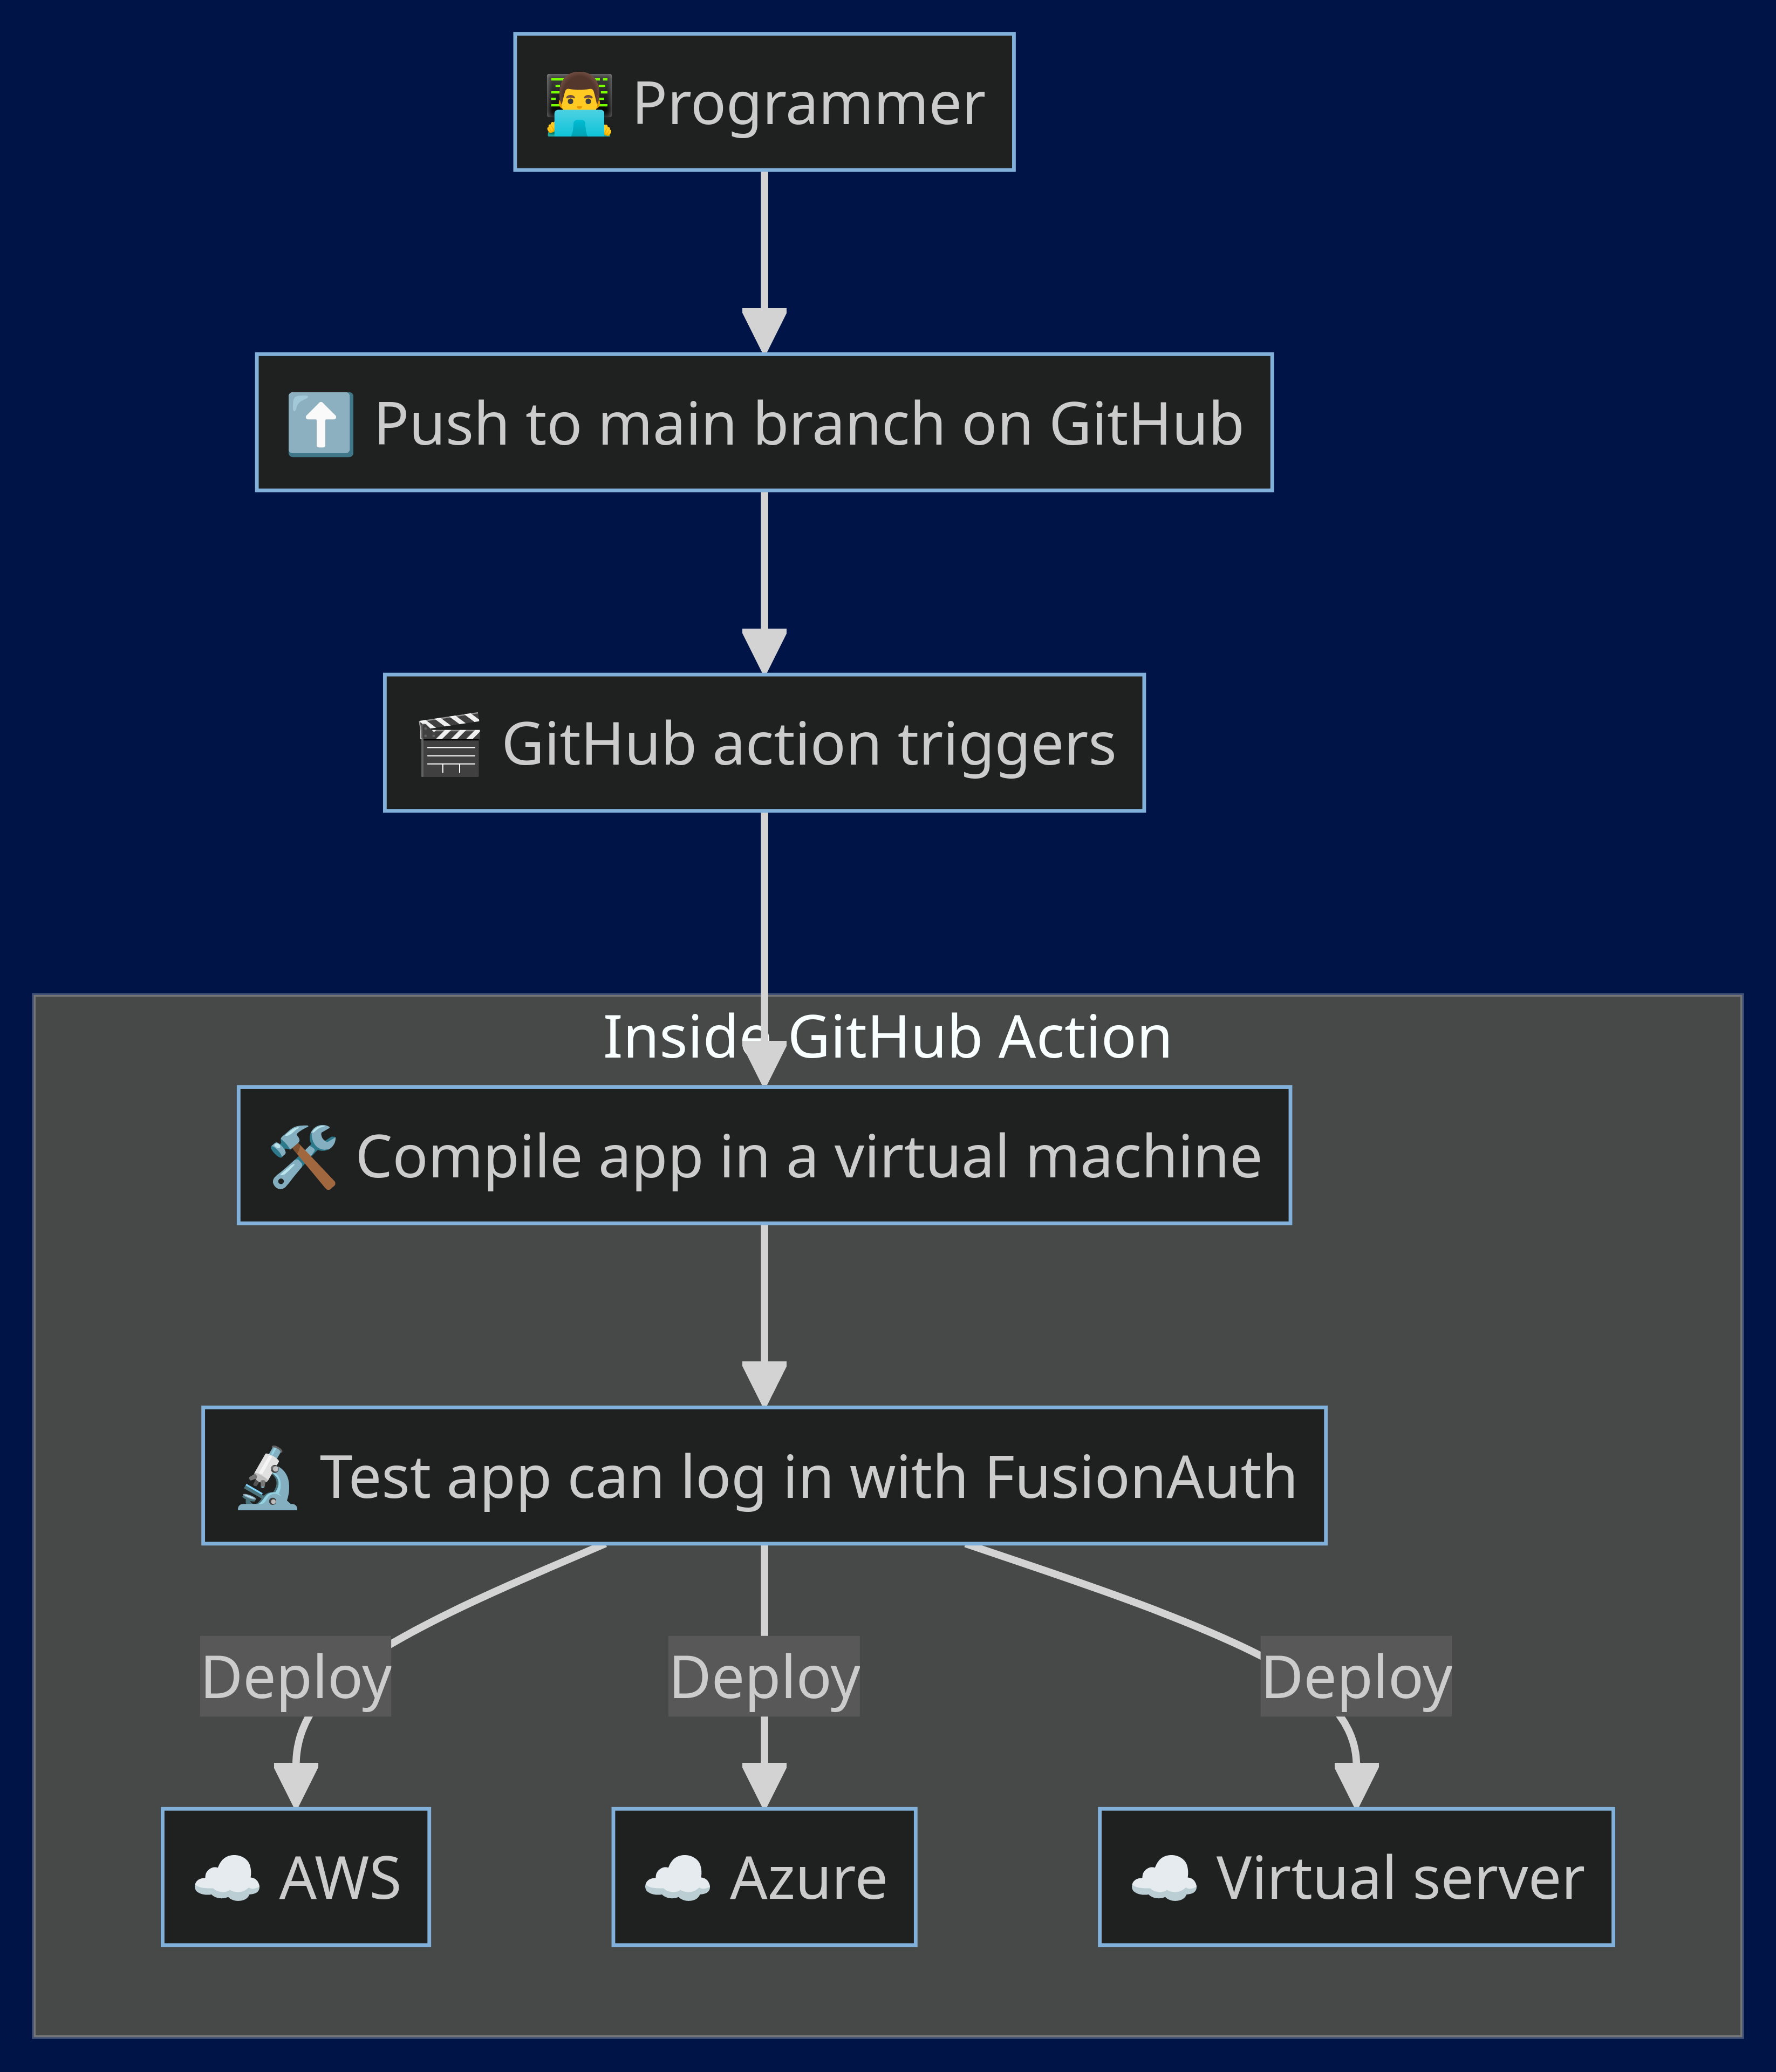 Programmer
Push to main branch on GitHub
GitHub action triggers
Inside GitHub Action
Compile app in a virtual machine
Test app can log in with FusionAuth
Deploy
Deploy
Deploy
AWS
Azure
Virtual server